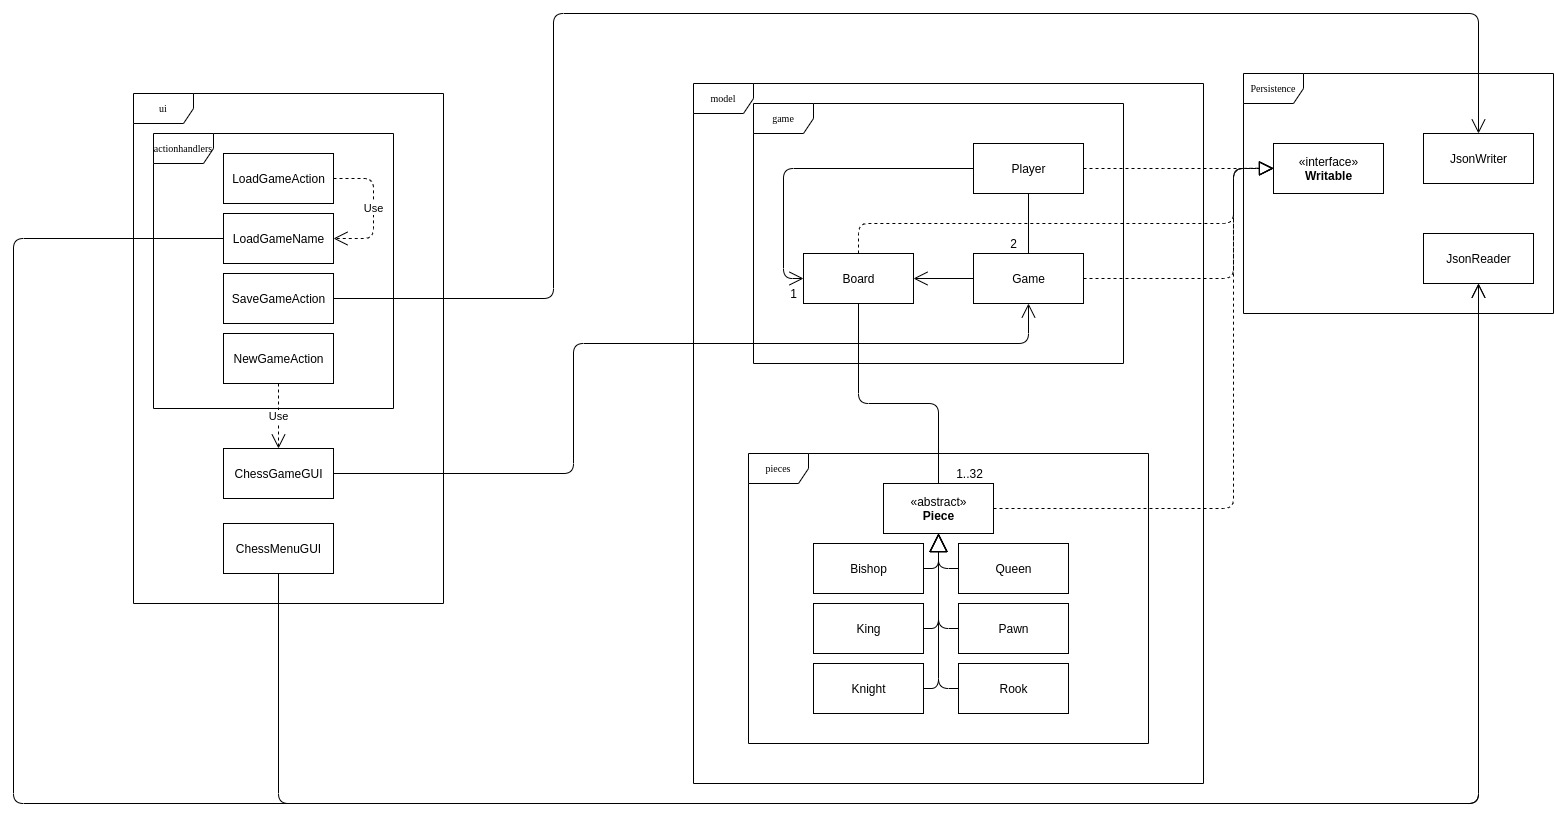 ui
actionhandlers
LoadGameAction
Use
LoadGameName
SaveGameAction
NewGameAction
Use
ChessGameGUI
ChessMenuGUI
model
game
Player
2
Board
Game
1
pieces
1..32
«abstract»
Piece
Bishop
Queen
King
Pawn
Knight
Rook
Persistence
«interface»
Writable
JsonWriter
JsonReader